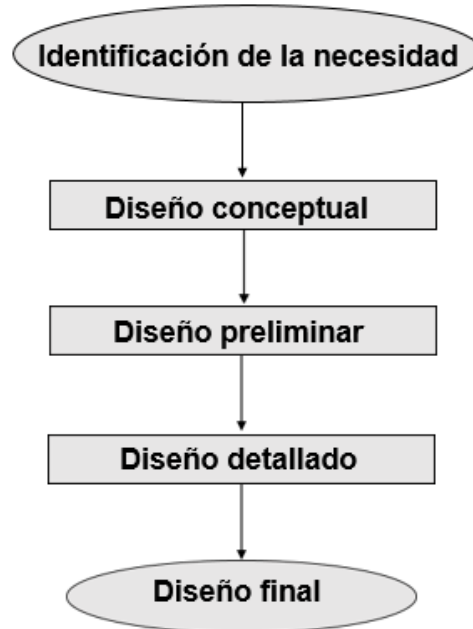 Identificación de la necesidad
Diseño conceptual
Diseño preliminar
Diseño detallado
Diseño final